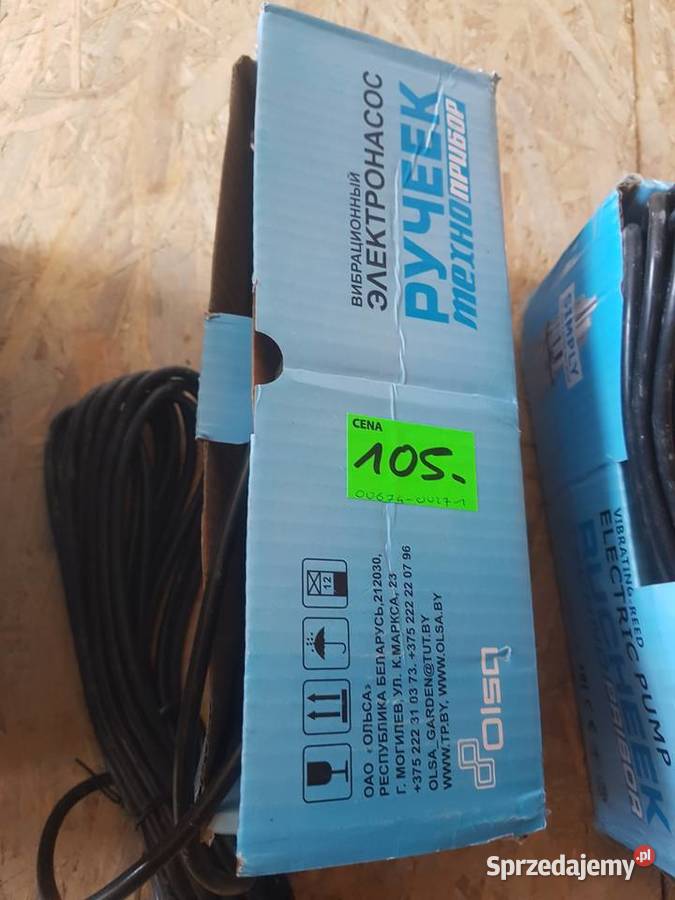 ВИБРАЦИОННЫЙ
ЭЛЕКТРОНАСОС
РУЧЕЕК
техноприбор
CENA
105.-
ОАО «ОЛЬСА»
РЕСПУБЛИКА БЕЛАРУСЬ,212030,
Г. МОГИЛЕВ, УЛ. К.МАРКСА, 23
+375 222 31 03 73, +375 222 22 07 96
OLSA_GARDEN@TUT.BY
WWW.TP.BY, WWW.OLSA.BY
olsa
12
SIMPLY
VIBRATING REED
ELECTRIC PUMP
RUCHEEK
Sprzedajemy.pl